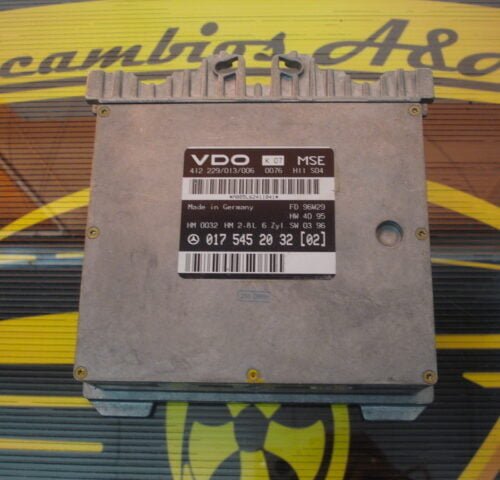 cambios A&A
VDO K 07 MSE
412 229/013/006 0076 H11 S04
Made in Germany FD 96W29
HW 40 95
HM 0032 HM 2.8L 6 Zyl SW 03 96
017 545 20 32 [02]